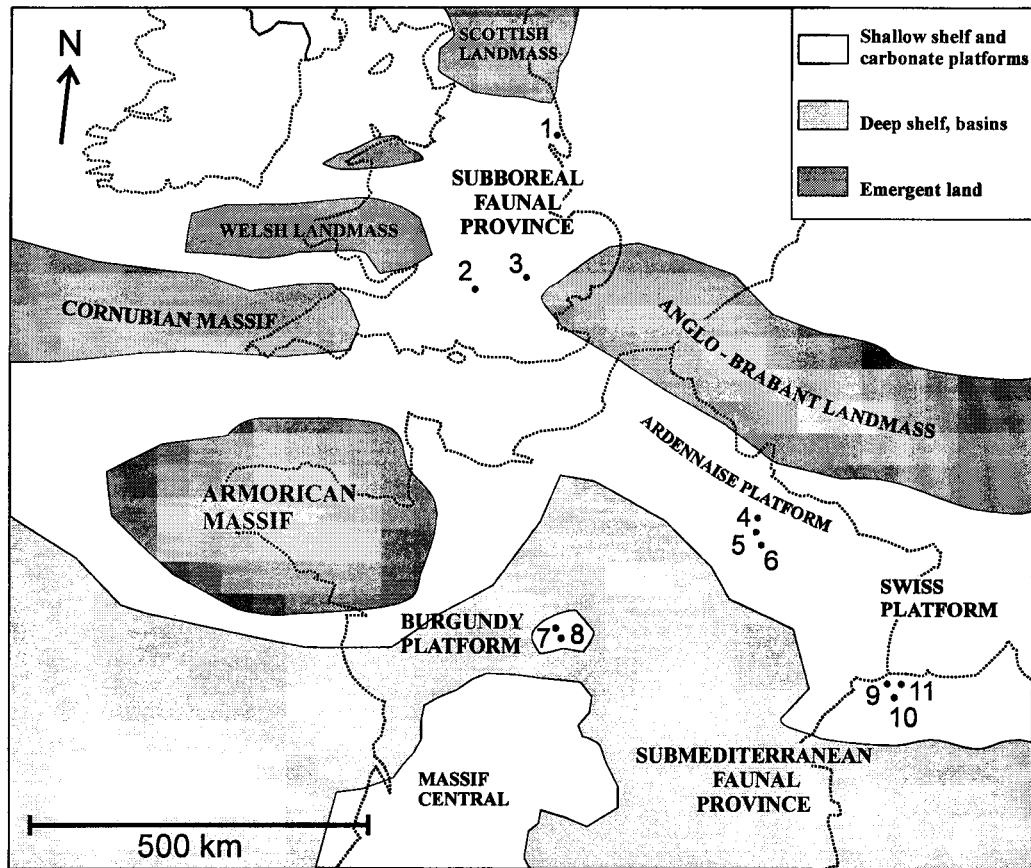 N
SCOTTISH
LANDMASS
Shallow shelf and
carbonate platforms
Deep shelf, basins
Emergent land
1
SUBBOREAL
FAUNAL
PROVINCE
WELSH LANDMASS
2
3
CORNUBIAN MASSIF
ANGLO - BRABANT LANDMASS
ARDENNAISE PLATFORM
ARMORICAN
MASSIF
4
5
6
SWISS
PLATFORM
BURGUNDY
PLATFORM
7
8
9
11
10
SUBMEDITERRANEAN
FAUNAL
PROVINCE
MASSIF
CENTRAL
500 km